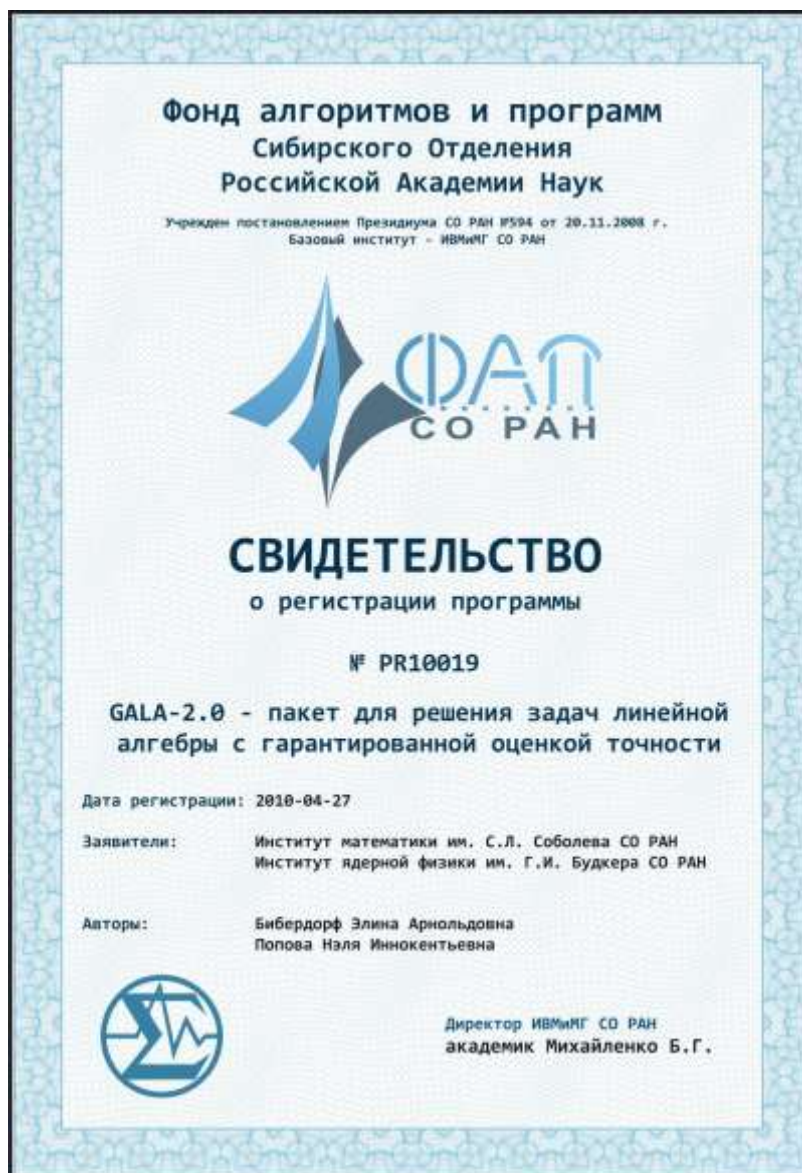 Фонд алгоритмов и программ
Сибирского Отделения
Российской Академии Наук
Учрежден постановлением Президиума СО РАН №594 от 20.11.2008 г.
Базовый институт - ИВМиМГ СО РАН
ФАП
СО РАН
СВИДЕТЕЛЬСТВО
о регистрации программы
№ PR10019
GALA-2.0 - пакет для решения задач линейной
алгебры с гарантированной оценкой точности
Дата регистрации: 2010-04-27
Заявители: Институт математики им. С.Л. Соболева СО РАН
Институт ядерной физики им. Г.И. Будкера СО РАН
Авторы: Бибердорф Элина Арнольдовна
Попова Нэля Иннокентьевна
Директор ИВМиМГ СО РАН
академик Михайленко Б.Г.